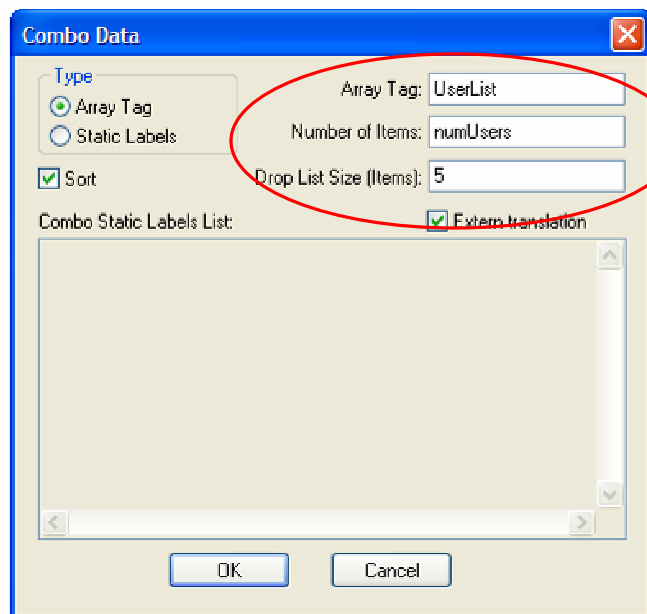 Combo Data
Type
Array Tag
Static Labels
Sort
Array Tag: UserList
Number of Items: numUsers
Drop List Size (Items): 5
Combo Static Labels List:
Extern translation
OK
Cancel